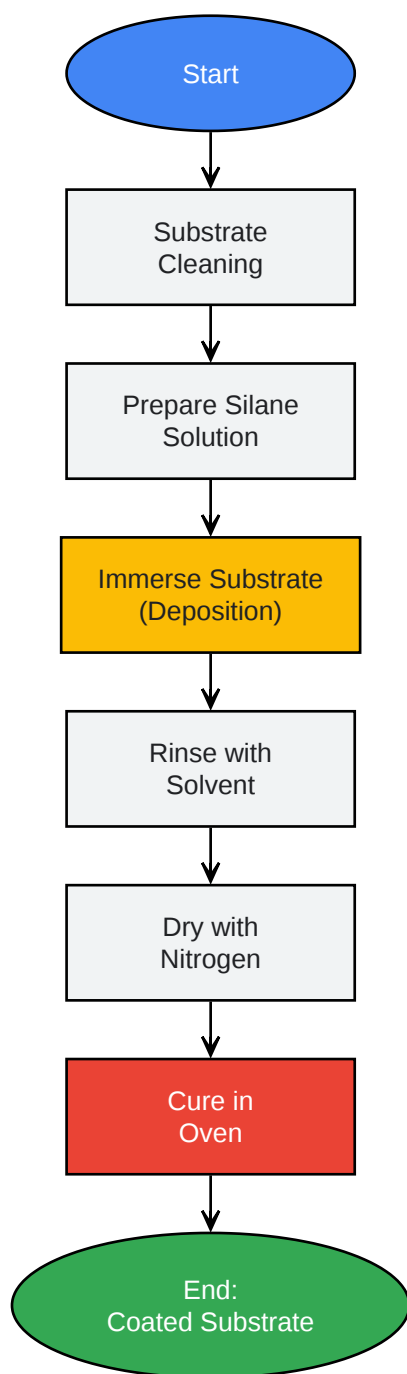 Start
Substrate
Cleaning
Prepare Silane
Solution
Immerse Substrate
(Deposition)
Rinse with
Solvent
Dry with
Nitrogen
Cure in
Oven
End:
Coated Substrate